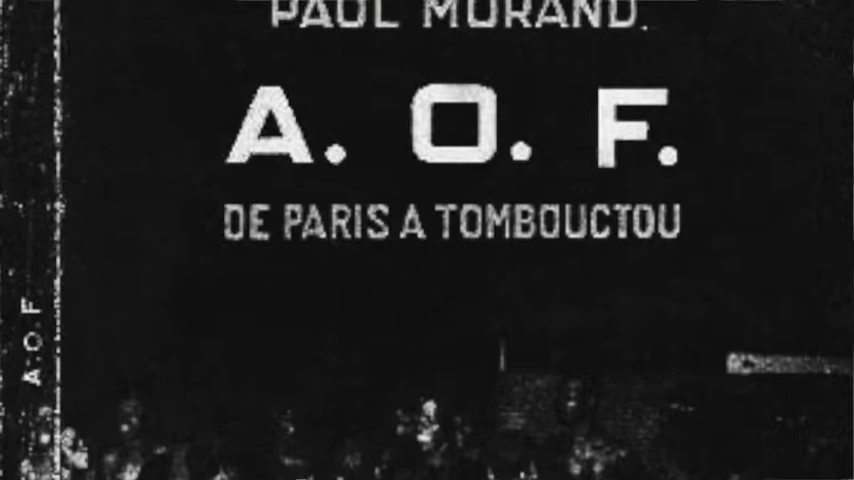 PAUL MORAND.
A. O. F.
DE PARIS A TOMBOUCTOU
A.O.F